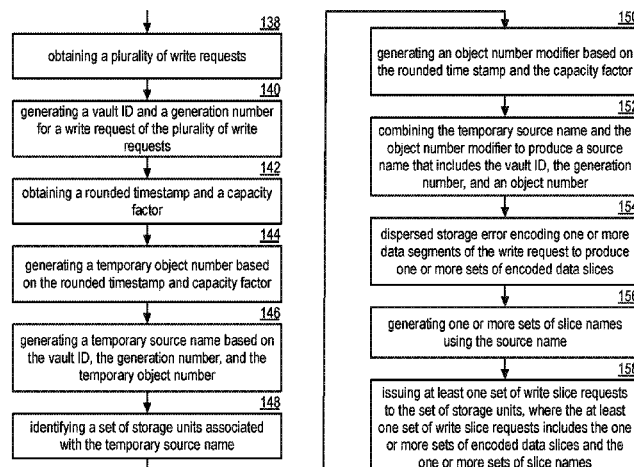 138
obtaining a plurality of write requests
140
generating a vault ID and a generation number
for a write request of the plurality of write
requests
142
obtaining a rounded timestamp and a capacity
factor
144
generating a temporary object number based
on the rounded timestamp and capacity factor
146
generating a temporary source name based on
the vault ID, the generation number, and the
temporary object number
148
identifying a set of storage units associated
with the temporary source name
150
generating an object number modifier based on
the rounded time stamp and the capacity factor
152
combining the temporary source name and the
object number modifier to produce a source
name that includes the vault ID, the generation
number, and an object number
154
dispersed storage error encoding one or more
data segments of the write request to produce
one or more sets of encoded data slices
156
generating one or more sets of slice names
using the source name
158
issuing at least one set of write slice requests
to the set of storage units, where the at least
one set of write slice requests includes the one
or more sets of encoded data slices and the
one or more sets of slice names